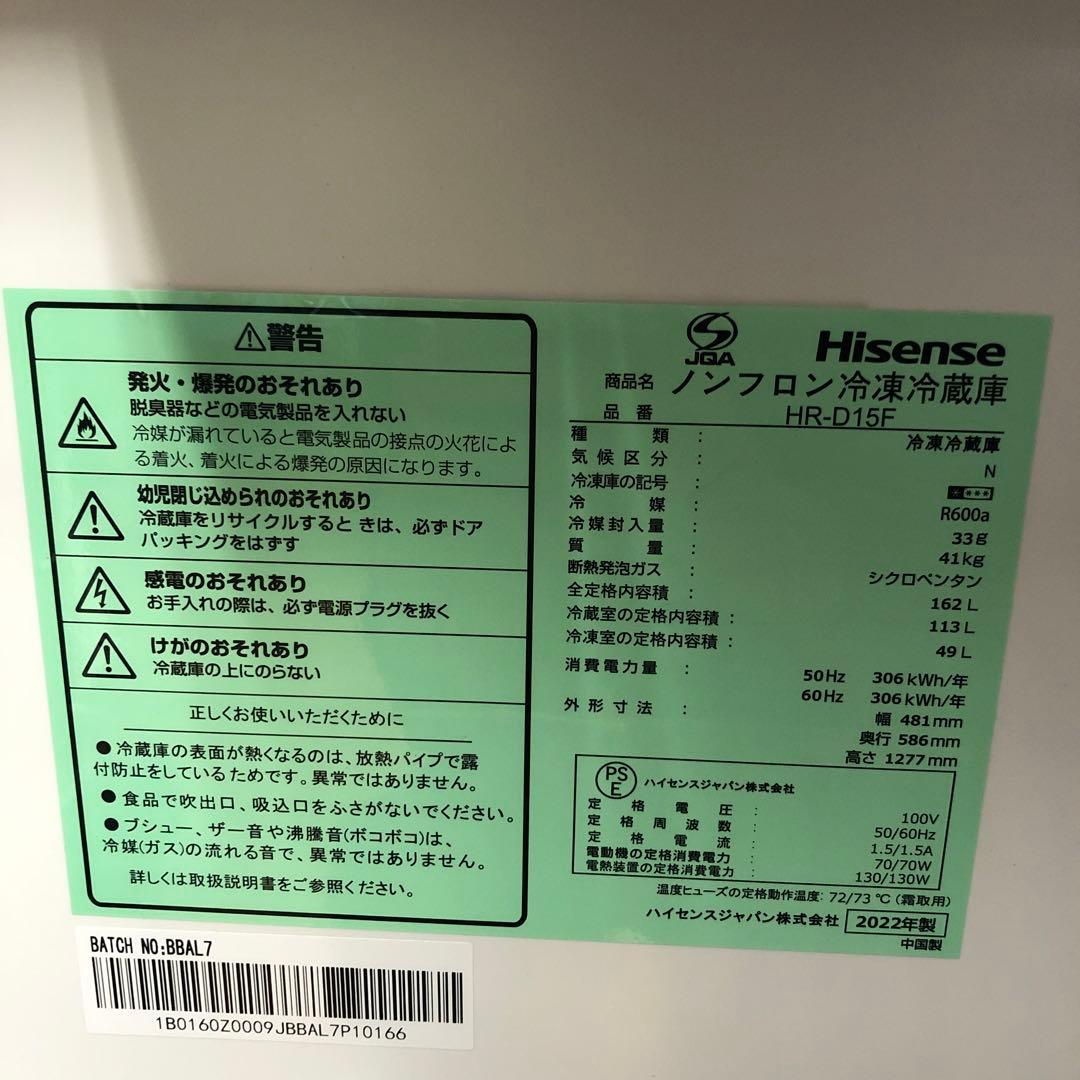 警告
発火・爆発のおそれあり
脱臭器などの電気製品を入れない
冷媒が漏れていると電気製品の接点の火花によ
る着火、着火による爆発の原因になります。
幼児閉じ込められのおそれあり
冷蔵庫をリサイクルするときは、必ずドア
パッキングをはずす
感電のおそれあり
お手入れの際は、必ず電源プラグを抜く
けがのおそれあり
冷蔵庫の上にのらない
正しくお使いいただくために
●冷蔵庫の表面が熱くなるのは、放熱パイプで露
付防止をしているためです。異常ではありません。
●食品で吹出口、吸込口をふさがないでください。
●ブシュー、ザー音や沸騰音(ボコボコ)は、
冷媒(ガス)の流れる音で、異常ではありません。
詳しくは取扱説明書をご参照ください。
JQA
Hisense
商品名 ノンフロン冷凍冷蔵庫
品番 HR-D15F
種類 : 冷凍冷蔵庫
気候区分 : N
冷凍庫の記号 : ****
冷媒 : R600a
冷媒封入量 : 33g
質量 : 41kg
断熱発泡ガス : シクロペンタン
全定格内容積 : 162L
冷蔵室の定格内容積 : 113L
冷凍室の定格内容積 : 49L
消費電力量 : 50Hz 306kWh/年
60Hz 306kWh/年
外形寸法 : 幅 481mm
奥行 586mm
高さ 1277mm
PSE ハイセンスジャパン株式会社
定格電圧 : 100V
定格周波数 : 50/60Hz
定格電流 : 1.5/1.5A
電動機の定格消費電力 : 70/70W
電熱装置の定格消費電力 : 130/130W
温度ヒューズの定格動作温度: 72/73℃(霜取用)
ハイセンスジャパン株式会社 2022年製
中国製
BATCH NO:BBAL7
1B0160Z0009JBBAL7P10166